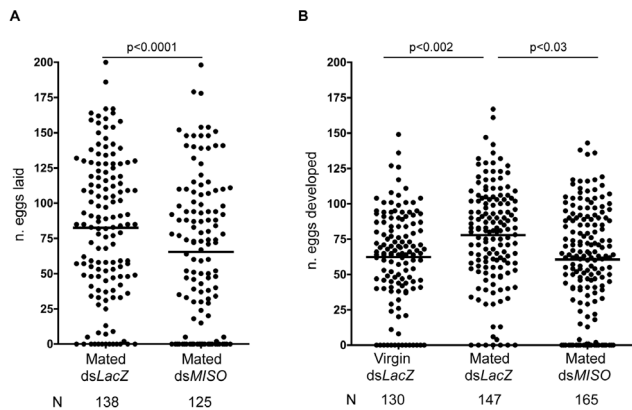 A
p<0.0001
n. eggs laid
200
175
150
125
100
75
50
25
0
Mated Mated
dsLacZ dsMISO
N 138 125
B
p<0.002 p<0.03
n. eggs developed
200
175
150
125
100
75
50
25
0
Virgin Mated Mated
dsLacZ dsLacZ dsMISO
N 130 147 165